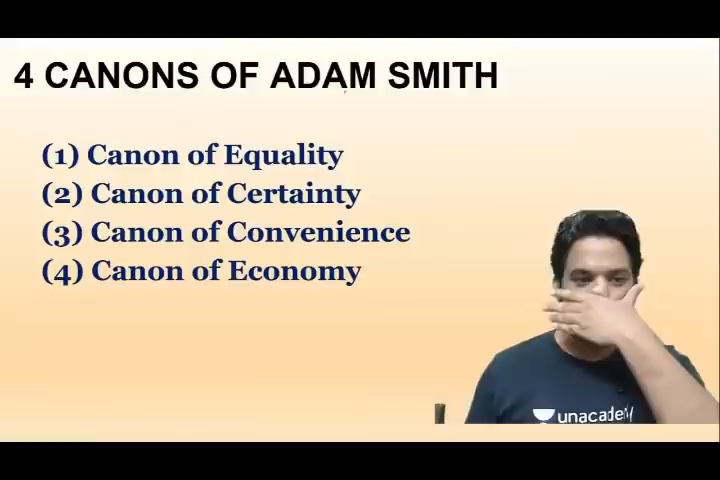 4 CANONS OF ADAM SMITH
(1) Canon of Equality
(2) Canon of Certainty
(3) Canon of Convenience
(4) Canon of Economy
unacademy